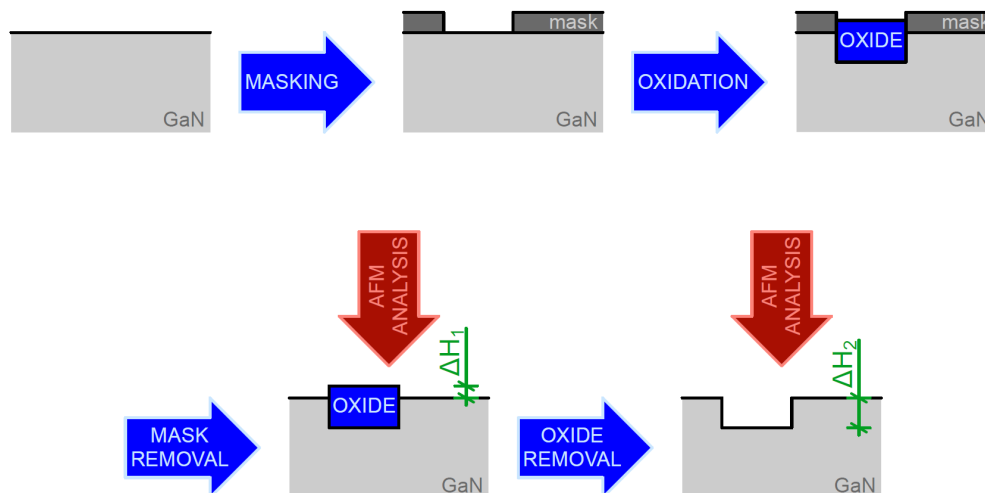 mask
mask
OXIDE
MASKING
OXIDATION
GaN
GaN
GaN
AFM
ANALYSIS
AFM
ANALYSIS
ΔH₁
ΔH₂
OXIDE
MASK
REMOVAL
OXIDE
REMOVAL
GaN
GaN